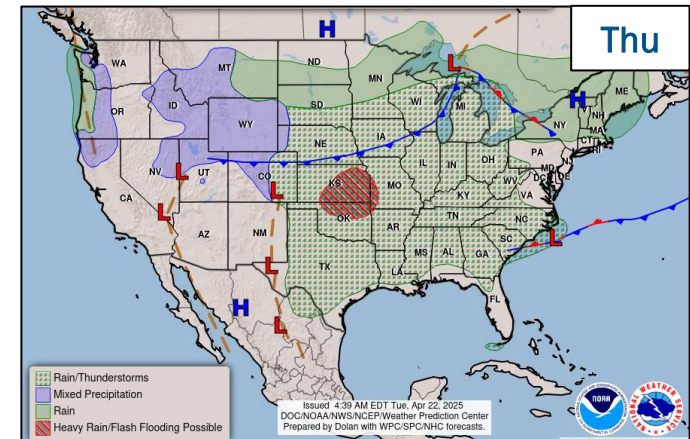 Thu
H
WA
MT
ND
MN
L
ME
OR
ID
SD
WI
MI
H
NH
NY
MA
WY
CT
RI
NE
IA
PA
NJ
NV
UT
CO
IL
IN
OH
MD
DE
DC
L
L
KS
MO
WV
VA
CA
KY
L
OK
TN
NC
AZ
NM
AR
SC
L
L
TX
MS
AL
GA
LA
H
FL
L
Rain/Thunderstorms
Mixed Precipitation
Rain
Heavy Rain/Flash Flooding Possible
Issued 4:39 AM EDT Tue, Apr 22, 2025
DOC/NOAA/NWS/NCEP/Weather Prediction Center
Prepared by Dolan with WPC/SPC/NHC forecasts.
NOAA
NATIONAL WEATHER SERVICE